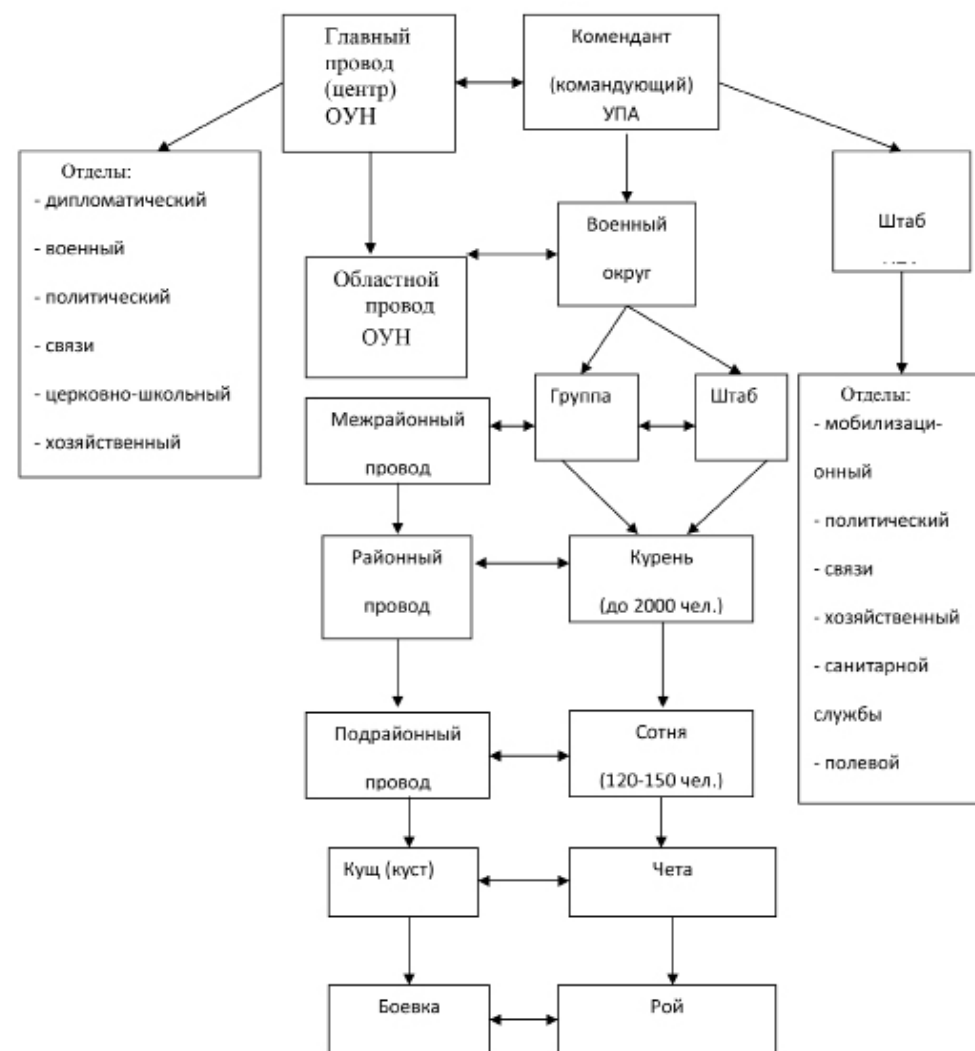 Главный
провод
(центр)
ОУН
Комендант
(командующий)
УПА
Отделы:
- дипломатический
- военный
- политический
- связи
- церковно-школьный
- хозяйственный
Штаб
Военный
округ
Областной
провод
ОУН
Группа
Штаб
Отделы:
- мобилизаци-
онный
- политический
- связи
- хозяйственный
- санитарной
службы
- полевой
Межрайонный
провод
Районный
провод
Курень
(до 2000 чел.)
Подрайонный
провод
Сотня
(120-150 чел.)
Кущ (куст)
Чета
Боевка
Рой